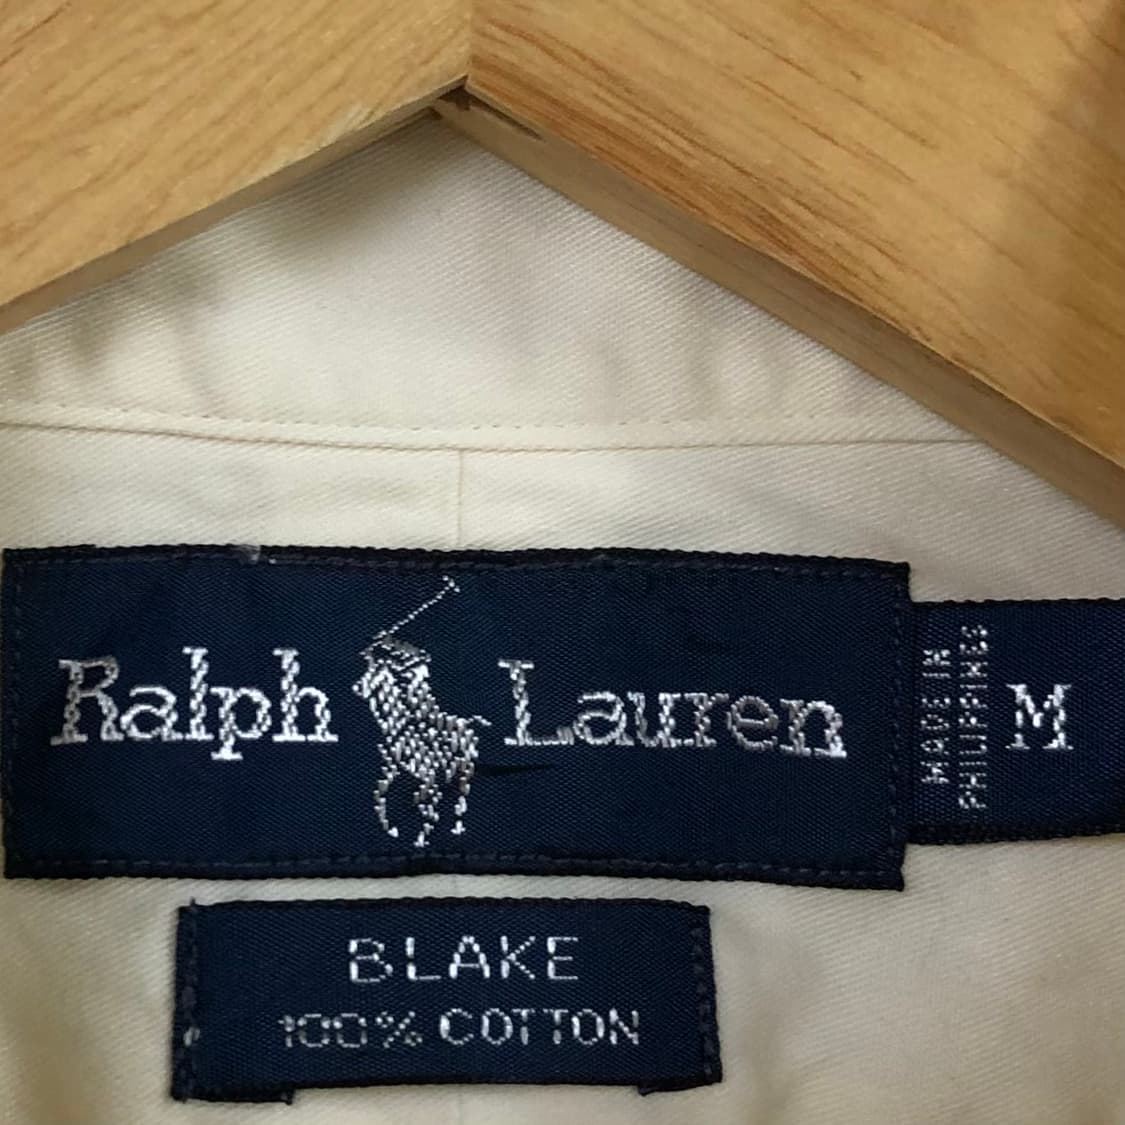 Ralph Lauren
MADE IN
PHILIPPINES
M
BLAKE
100% COTTON